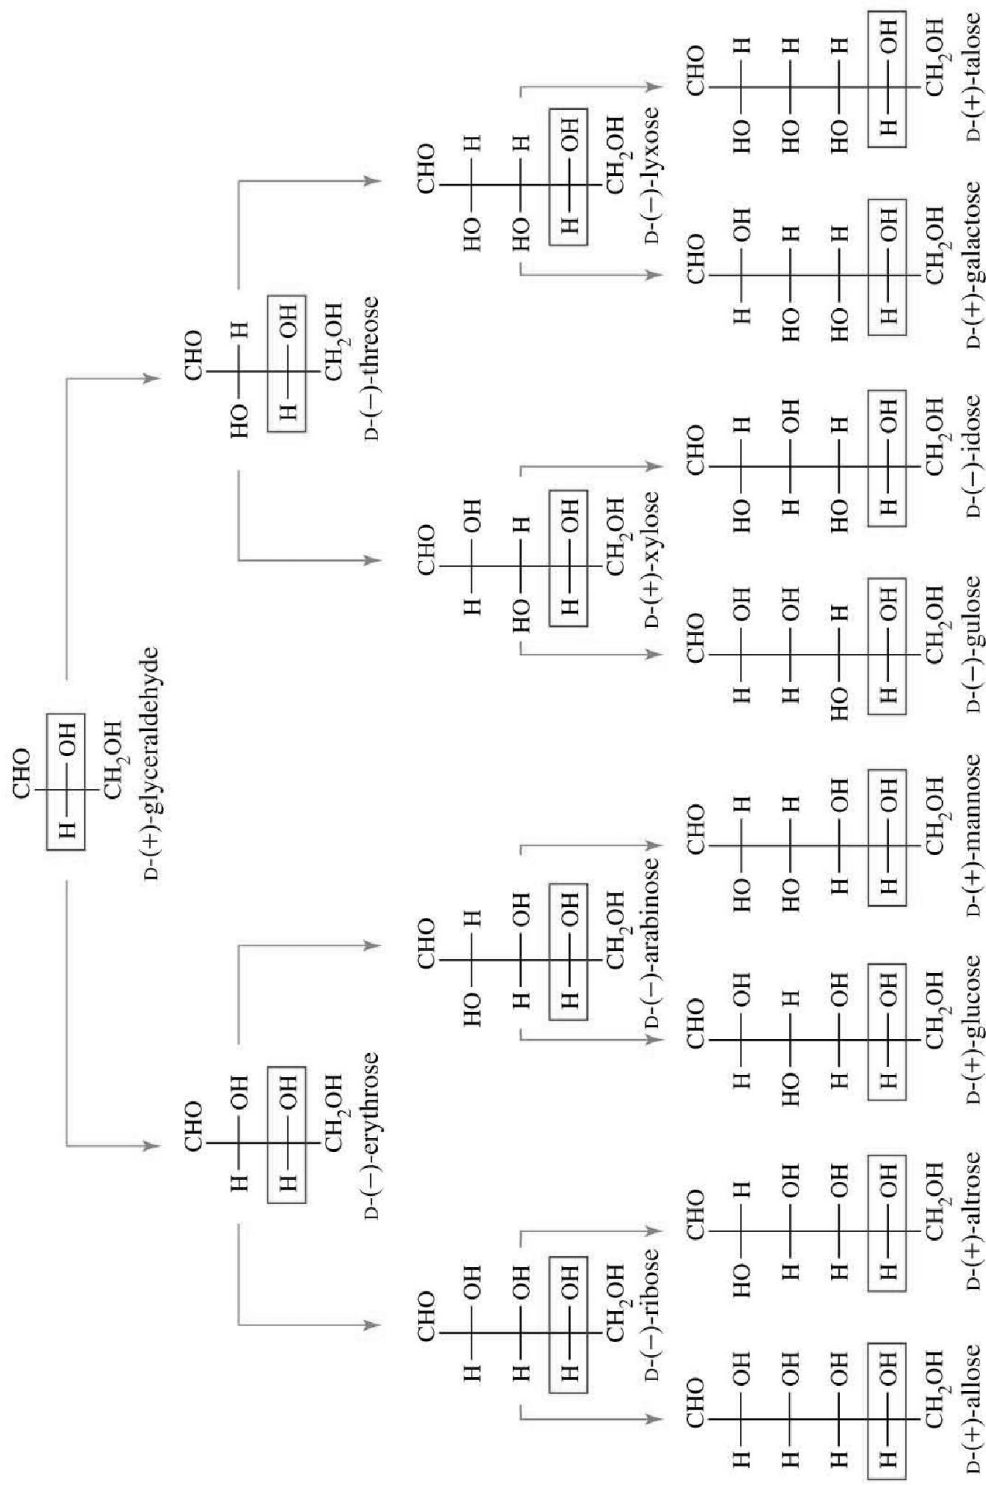 CHO
H OH
CH₂OH
D-(+)-glyceraldehyde
CHO
H OH
H OH
CH₂OH
D-(−)-erythrose
CHO
HO H
H OH
CH₂OH
D-(−)-threose
CHO
H OH
H OH
H OH
CH₂OH
D-(−)-ribose
CHO
HO H
H OH
H OH
CH₂OH
D-(−)-arabinose
CHO
H OH
HO H
H OH
CH₂OH
D-(+)-xylose
CHO
HO H
HO H
H OH
CH₂OH
D-(−)-lyxose
CHO
H OH
H OH
H OH
H OH
CH₂OH
D-(+)-allose
CHO
HO H
H OH
H OH
H OH
CH₂OH
D-(+)-altrose
CHO
H OH
HO H
H OH
H OH
CH₂OH
D-(+)-glucose
CHO
HO H
HO H
H OH
H OH
CH₂OH
D-(+)-mannose
CHO
H OH
H OH
HO H
H OH
CH₂OH
D-(−)-gulose
CHO
HO H
H OH
HO H
H OH
CH₂OH
D-(−)-idose
CHO
H OH
HO H
HO H
H OH
CH₂OH
D-(+)-galactose
CHO
HO H
HO H
HO H
H OH
CH₂OH
D-(+)-talose